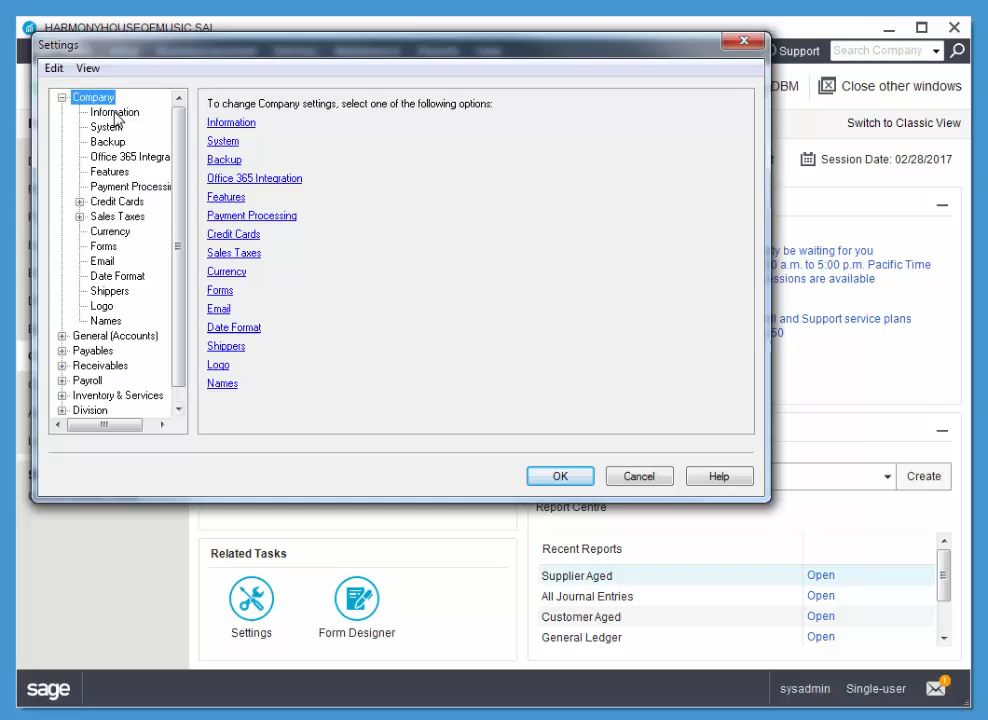 HARMONYHOUSEOFMUSIC.SAI
Settings
Support
Search Company
Edit View
DBM
Close other windows
Switch to Classic View
Session Date: 02/28/2017
Company
Information
System
Backup
Office 365 Integra
Features
Payment Processi
Credit Cards
Sales Taxes
Currency
Forms
Email
Date Format
Shippers
Logo
Names
General (Accounts)
Payables
Receivables
Payroll
Inventory & Services
Division
To change Company settings, select one of the following options:
Information
System
Backup
Office 365 Integration
Features
Payment Processing
Credit Cards
Sales Taxes
Currency
Forms
Email
Date Format
Shippers
Logo
Names
be waiting for you
a.m. to 5:00 p.m. Pacific Time
are available
and Support service plans
50
OK
Cancel
Help
Create
Report Centre
Recent Reports
Supplier Aged Open
All Journal Entries Open
Customer Aged Open
General Ledger Open
Related Tasks
Settings
Form Designer
sage
sysadmin
Single-user
1